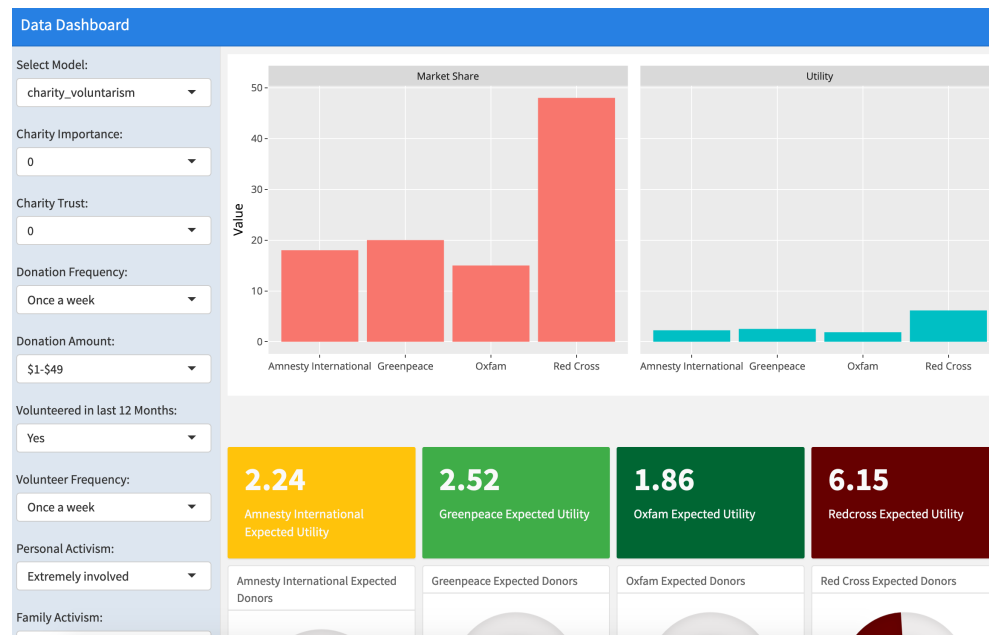 Data Dashboard
Select Model:
charity_voluntarism
Charity Importance:
0
Charity Trust:
0
Donation Frequency:
Once a week
Donation Amount:
$1-$49
Volunteered in last 12 Months:
Yes
Volunteer Frequency:
Once a week
Personal Activism:
Extremely involved
Family Activism:
Market Share
Utility
Value
50
40
30
20
10
0
Amnesty International Greenpeace Oxfam Red Cross
Amnesty International Greenpeace Oxfam Red Cross
2.24
Amnesty International
Expected Utility
2.52
Greenpeace Expected Utility
1.86
Oxfam Expected Utility
6.15
Redcross Expected Utility
Amnesty International Expected
Donors
Greenpeace Expected Donors
Oxfam Expected Donors
Red Cross Expected Donors